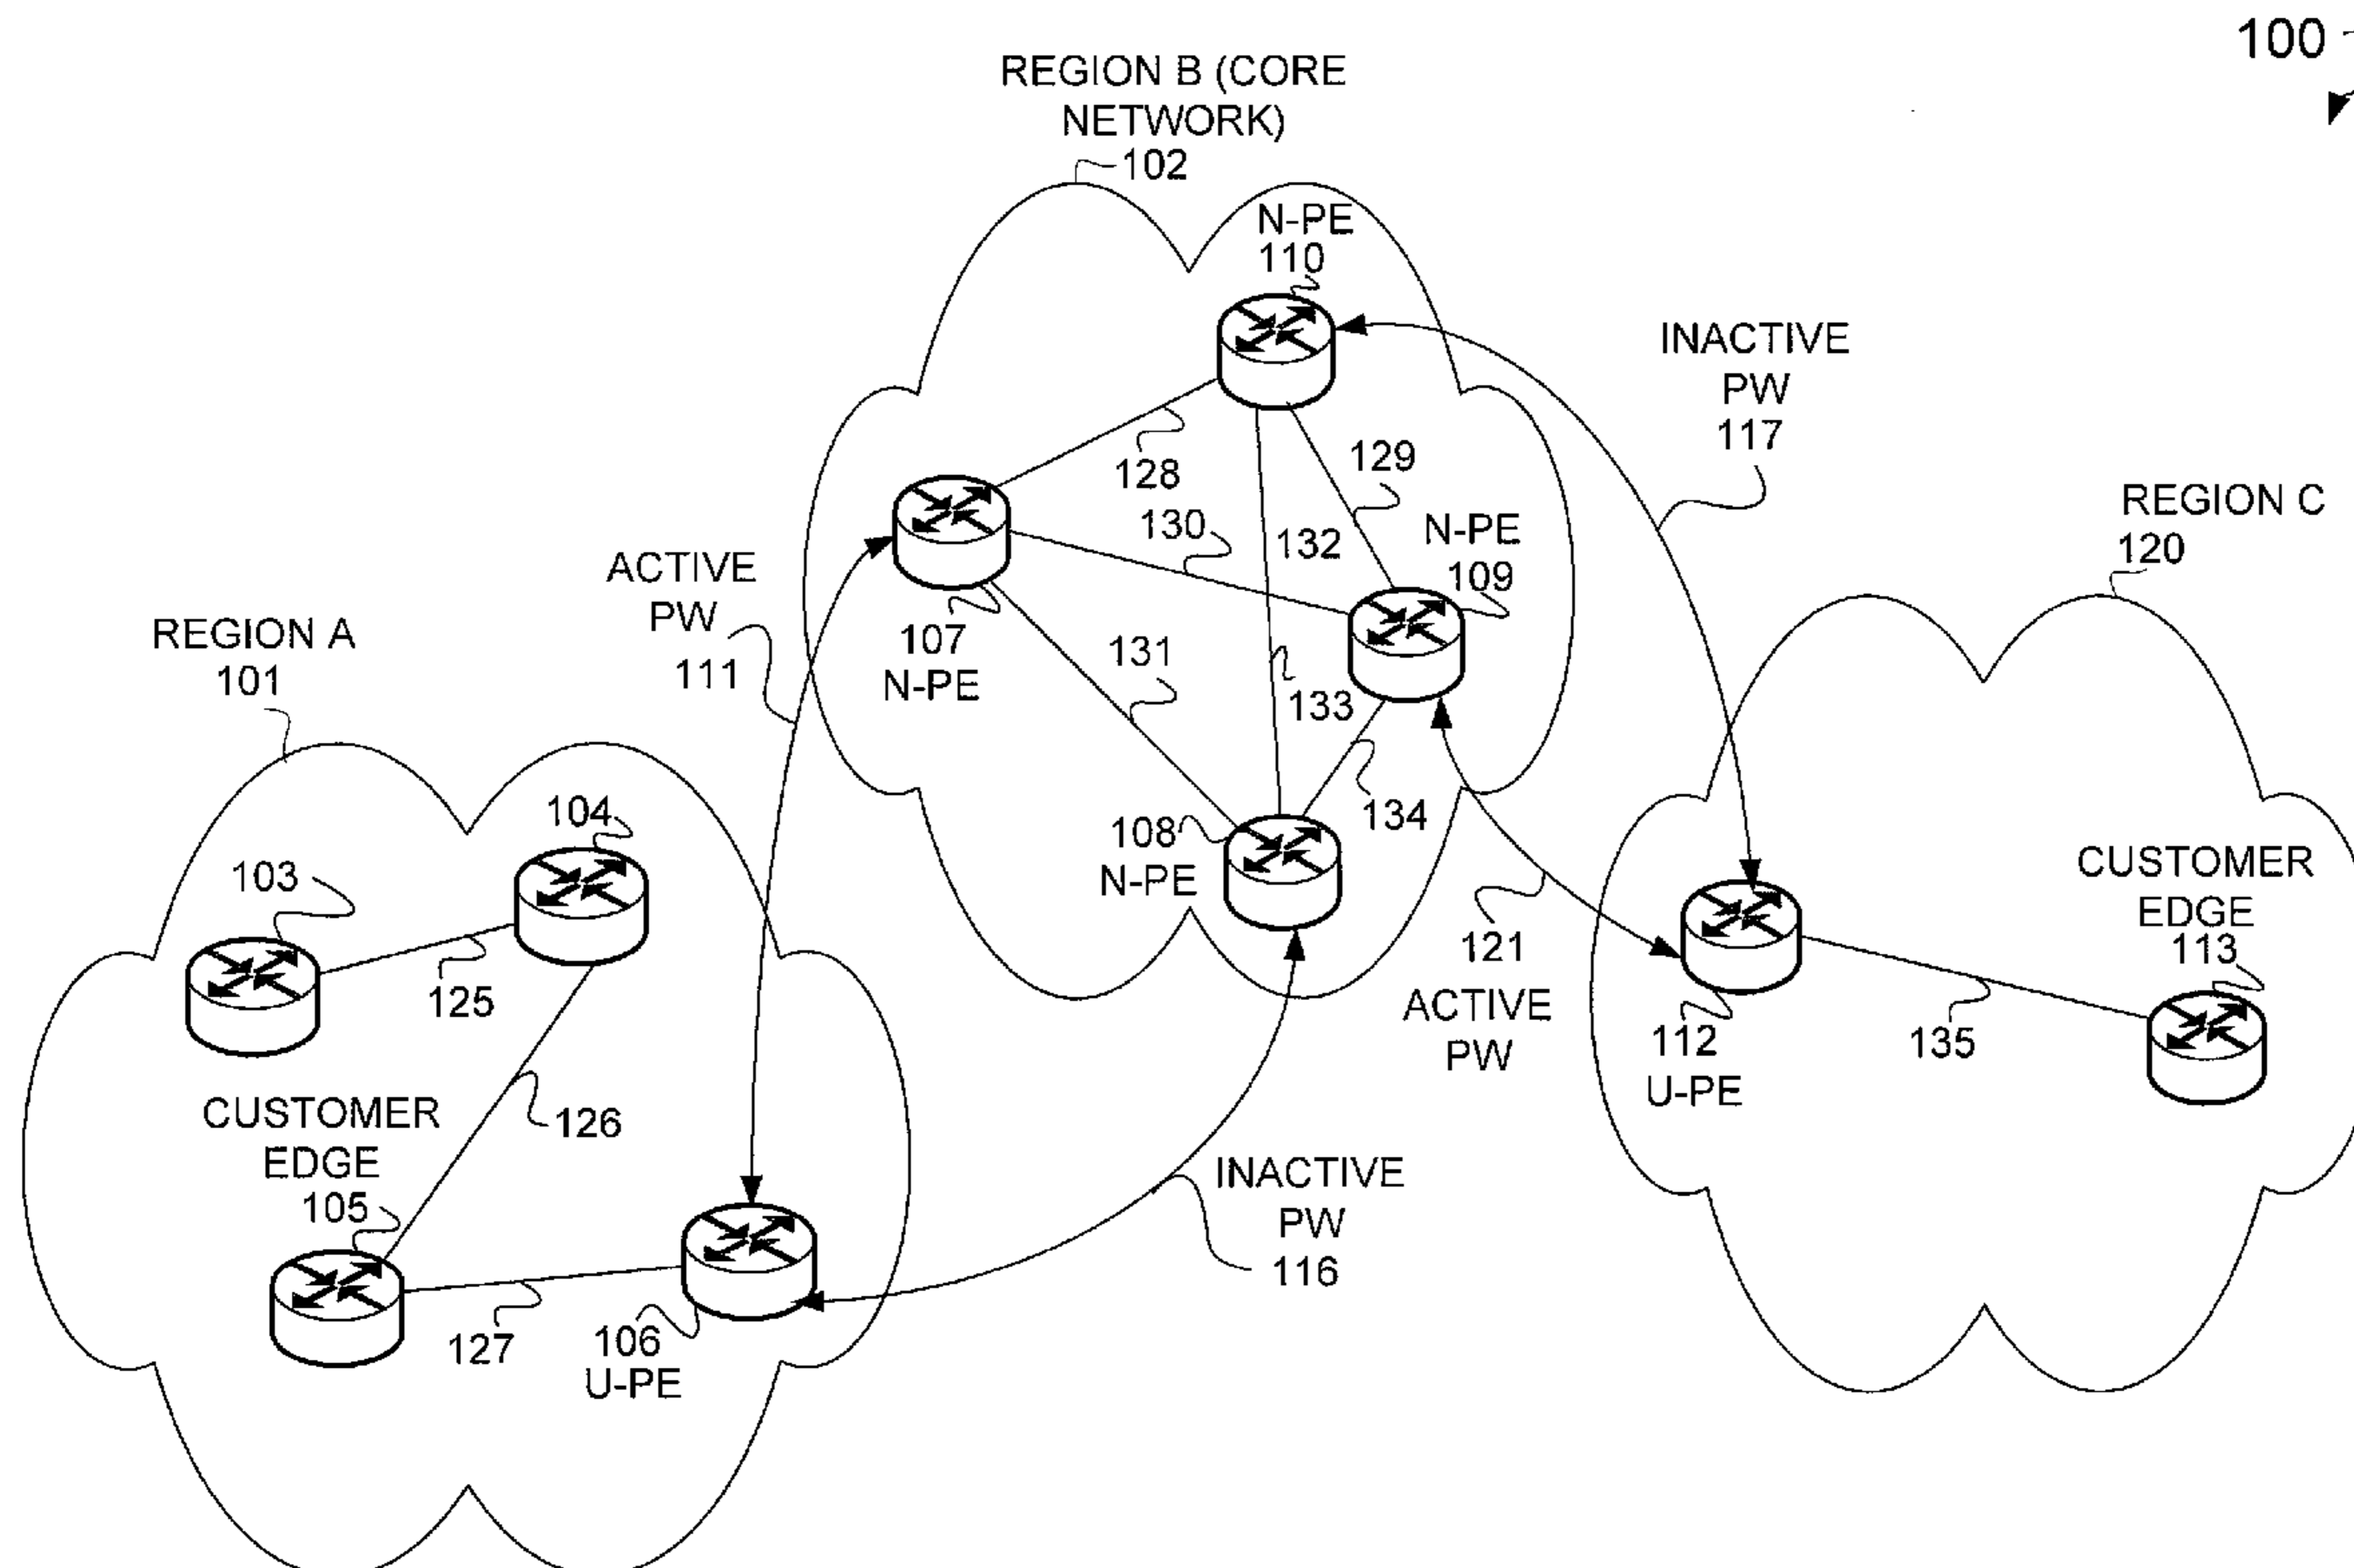 100
REGION B (CORE
NETWORK)
102
N-PE
110
INACTIVE
PW
117
128
129
130
132
N-PE
109
REGION C
120
ACTIVE
PW
111
107
N-PE
131
133
134
REGION A
101
104
103
125
108
N-PE
121
ACTIVE
PW
CUSTOMER
EDGE
113
112
U-PE
135
CUSTOMER
EDGE
105
126
INACTIVE
PW
116
127
106
U-PE